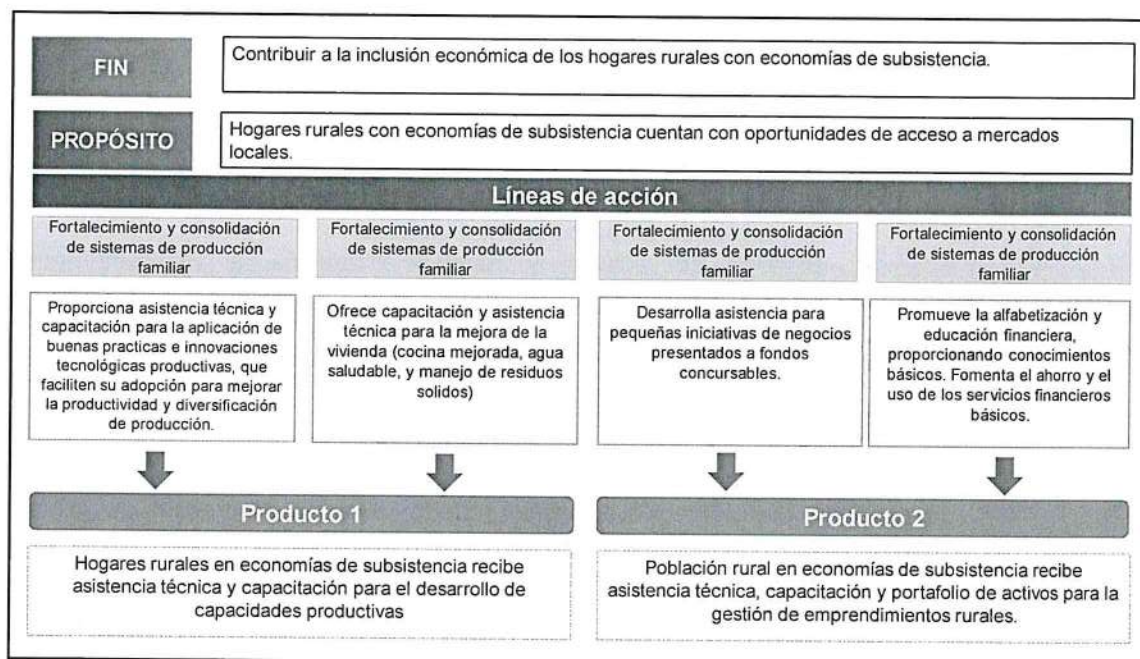 FIN
Contribuir a la inclusión económica de los hogares rurales con economías de subsistencia.
PROPÓSITO
Hogares rurales con economías de subsistencia cuentan con oportunidades de acceso a mercados
locales.
Líneas de acción
Fortalecimiento y consolidación
de sistemas de producción
familiar
Proporciona asistencia técnica y
capacitación para la aplicación de
buenas practicas e innovaciones
tecnológicas productivas, que
faciliten su adopción para mejorar
la productividad y diversificación
de producción.
Fortalecimiento y consolidación
de sistemas de producción
familiar
Ofrece capacitación y asistencia
técnica para la mejora de la
vivienda (cocina mejorada, agua
saludable, y manejo de residuos
solidos)
Fortalecimiento y consolidación
de sistemas de producción
familiar
Desarrolla asistencia para
pequeñas iniciativas de negocios
presentados a fondos
concursables.
Fortalecimiento y consolidación
de sistemas de producción
familiar
Promueve la alfabetización y
educación financiera,
proporcionando conocimientos
básicos. Fomenta el ahorro y el
uso de los servicios financieros
básicos.
Producto 1
Hogares rurales en economías de subsistencia recibe
asistencia técnica y capacitación para el desarrollo de
capacidades productivas
Producto 2
Población rural en economías de subsistencia recibe
asistencia técnica, capacitación y portafolio de activos para la
gestión de emprendimientos rurales.